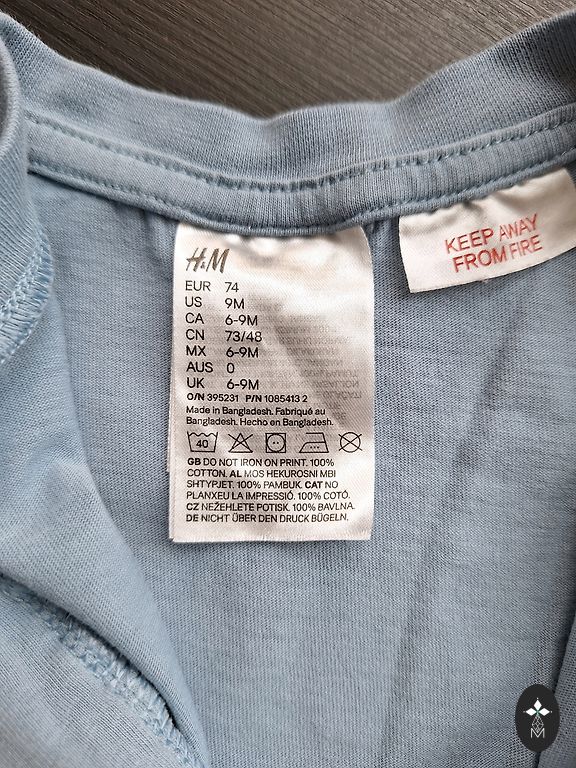 H&M
EUR 74
US 9M
CA 6-9M
CN 73/48
MX 6-9M
AUS 0
UK 6-9M
O/N 395231 P/N 1085413 2
Made in Bangladesh. Fabriqué au
Bangladesh. Hecho en Bangladesh.
40
GB DO NOT IRON ON PRINT. 100%
COTTON. AL MOS HEKUROSNI MBI
SHTYPJET. 100% PAMBUK. CAT NO
PLANXEU LA IMPRESSIÓ. 100% COTÓ.
CZ NEŽEHLETE POTISK. 100% BAVLNA.
DE NICHT ÜBER DEN DRUCK BÜGELN.
KEEP AWAY
FROM FIRE
M